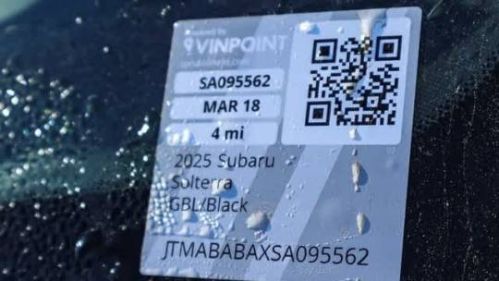 VINPOINT
SA095562
MAR 18
4 mi
2025 Subaru
Solterra
GBL/Black
JTMABABAXSA095562